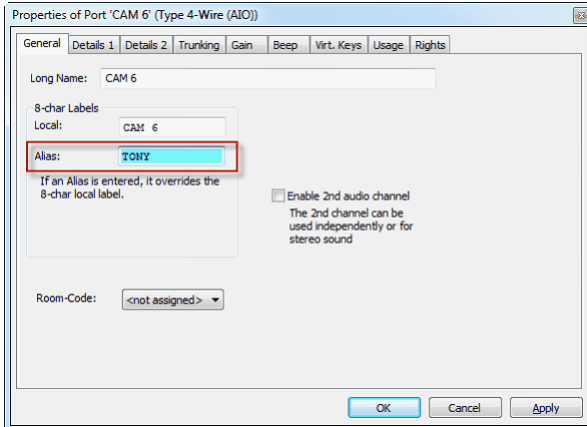 Properties of Port 'CAM 6' (Type 4-Wire (AIO))
General Details 1 Details 2 Trunking Gain Beep Virt. Keys Usage Rights
Long Name: CAM 6
8-char Labels
Local: CAM 6
Alias: TONY
If an Alias is entered, it overrides the
8-char local label.
Enable 2nd audio channel
The 2nd channel can be
used independently or for
stereo sound
Room-Code: <not assigned>
OK Cancel Apply